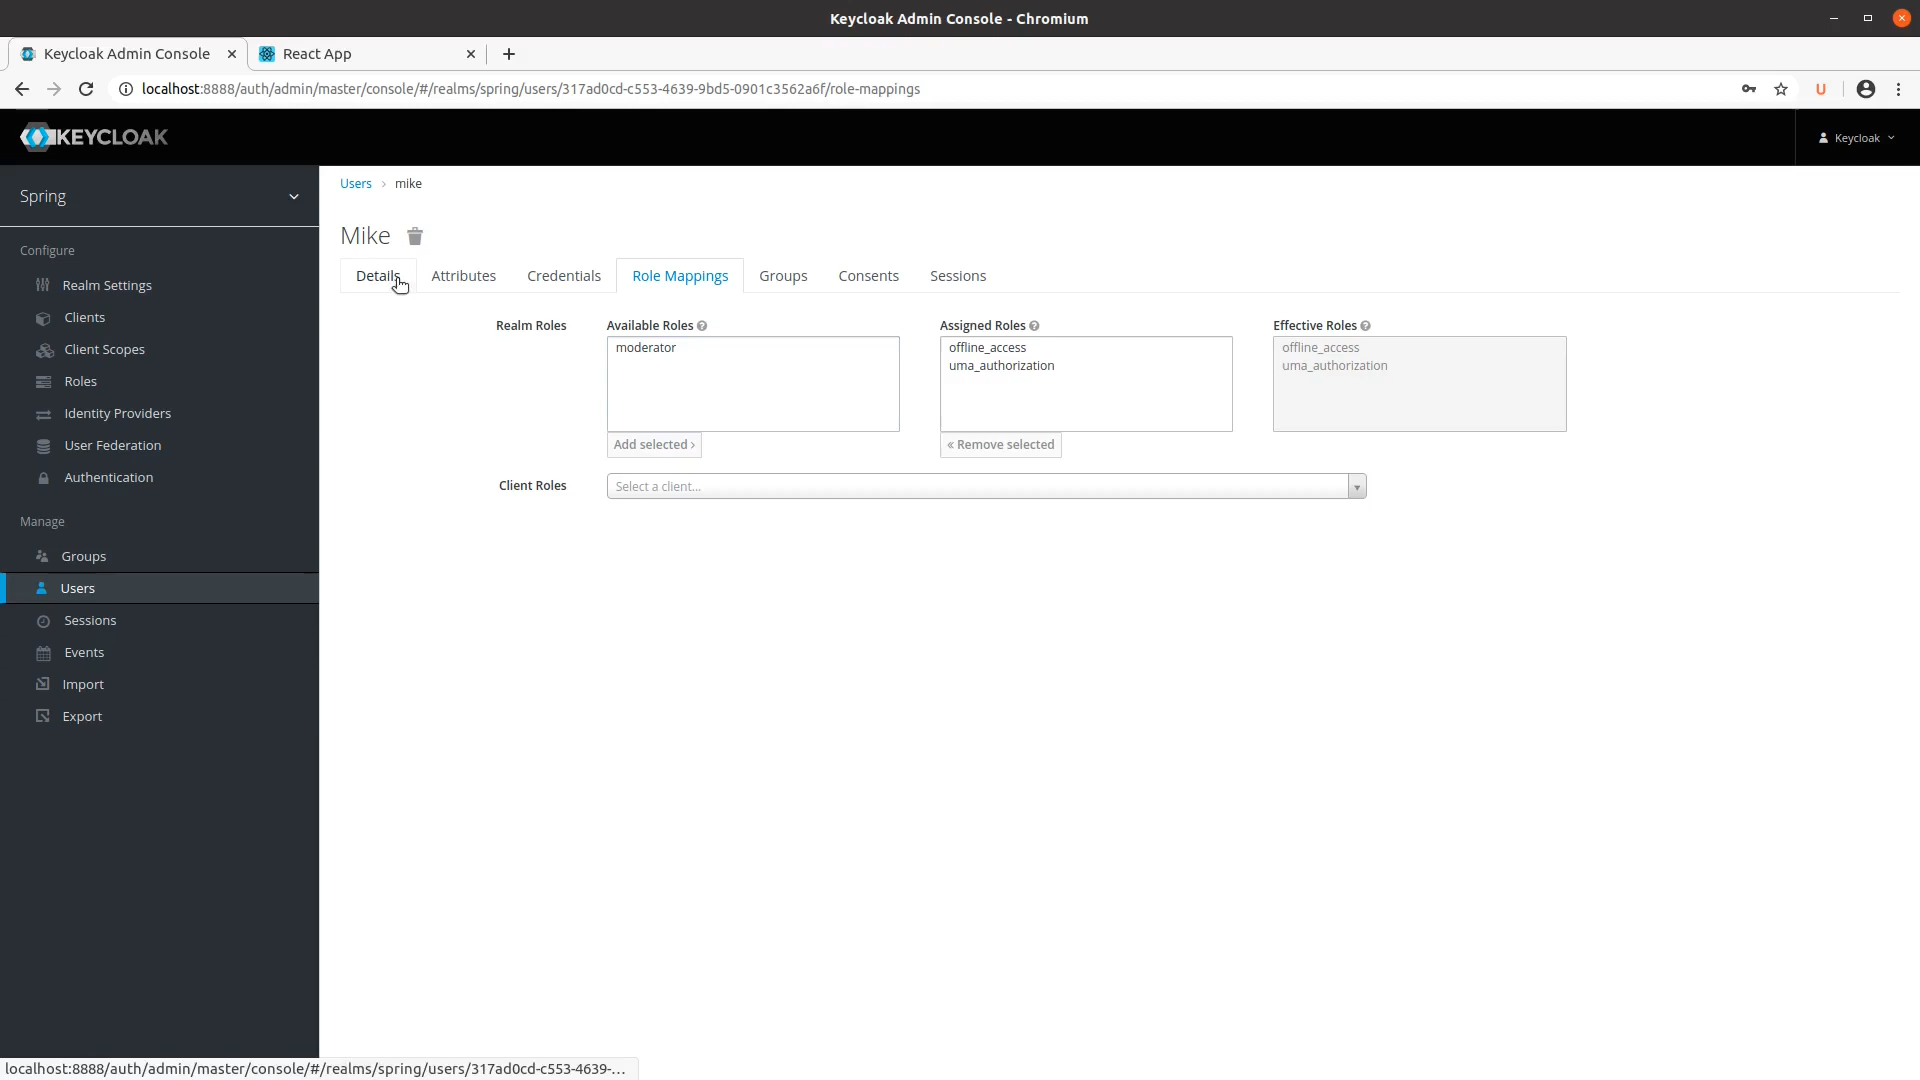 Keycloak Admin Console - Chromium
Keycloak Admin Console
React App
localhost:8888/auth/admin/master/console/#/realms/spring/users/317ad0cd-c553-4639-9bd5-0901c3562a6f/role-mappings
U
KEYCLOAK
Keycloak
Spring
Configure
Realm Settings
Clients
Client Scopes
Roles
Identity Providers
User Federation
Authentication
Manage
Groups
Users
Sessions
Events
Import
Export
Users › mike
Mike
Details Attributes Credentials Role Mappings Groups Consents Sessions
Realm Roles
Available Roles
moderator
Add selected ›
Assigned Roles
offline_access
uma_authorization
« Remove selected
Effective Roles
offline_access
uma_authorization
Client Roles
Select a client...
localhost:8888/auth/admin/master/console/#/realms/spring/users/317ad0cd-c553-4639-...